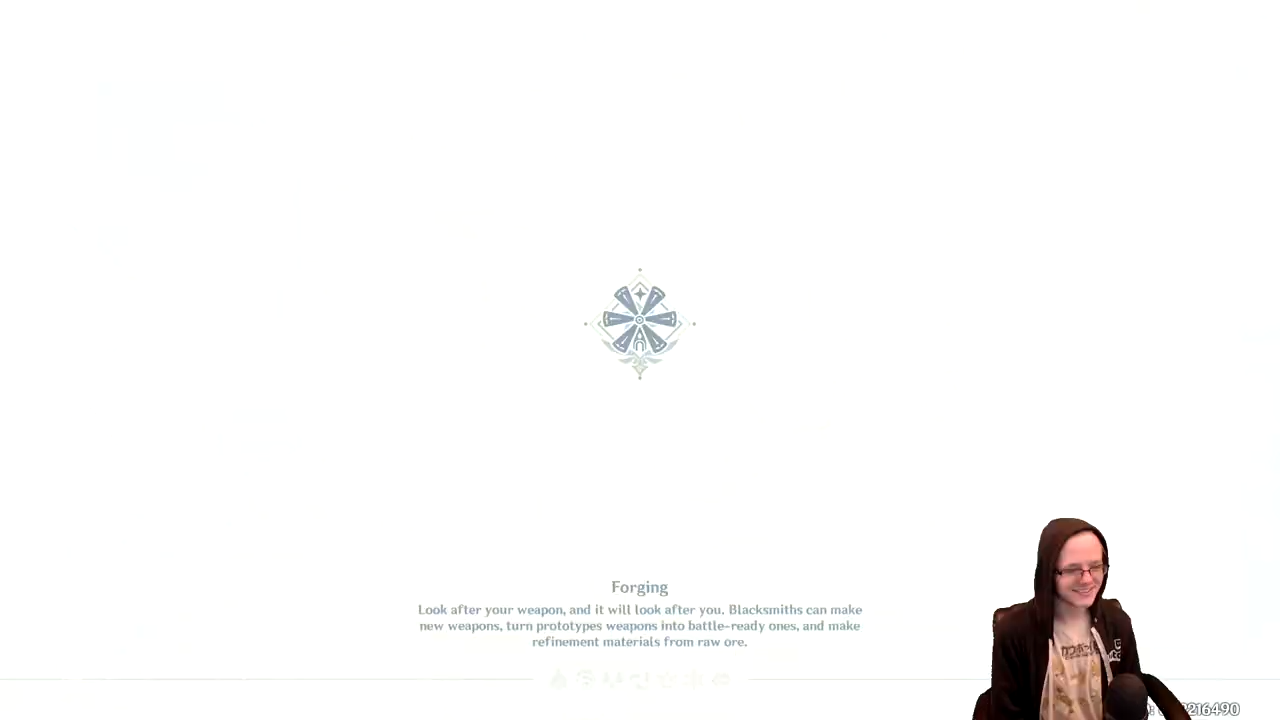 Forging
Look after your weapon, and it will look after you. Blacksmiths can make
new weapons, turn prototypes weapons into battle-ready ones, and make
refinement materials from raw ore.
216490